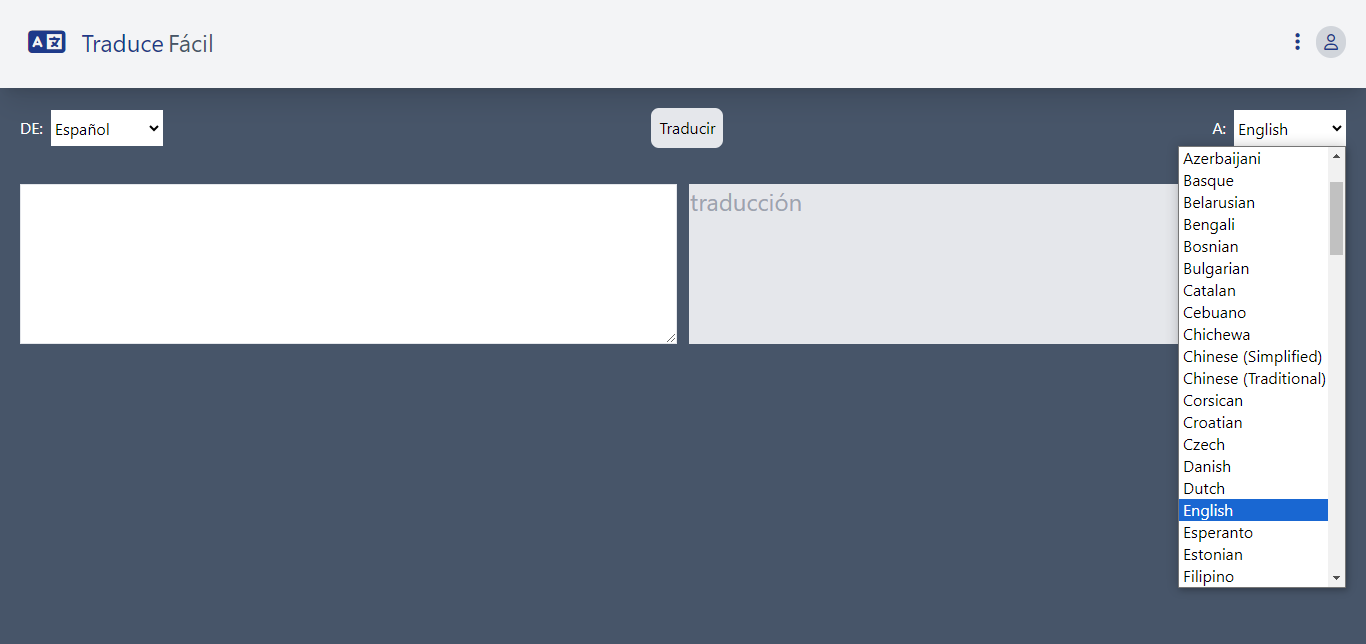 Traduce Fácil
DE:
Español
Traducir
A:
English
traducción
Azerbaijani
Basque
Belarusian
Bengali
Bosnian
Bulgarian
Catalan
Cebuano
Chichewa
Chinese (Simplified)
Chinese (Traditional)
Corsican
Croatian
Czech
Danish
Dutch
English
Esperanto
Estonian
Filipino